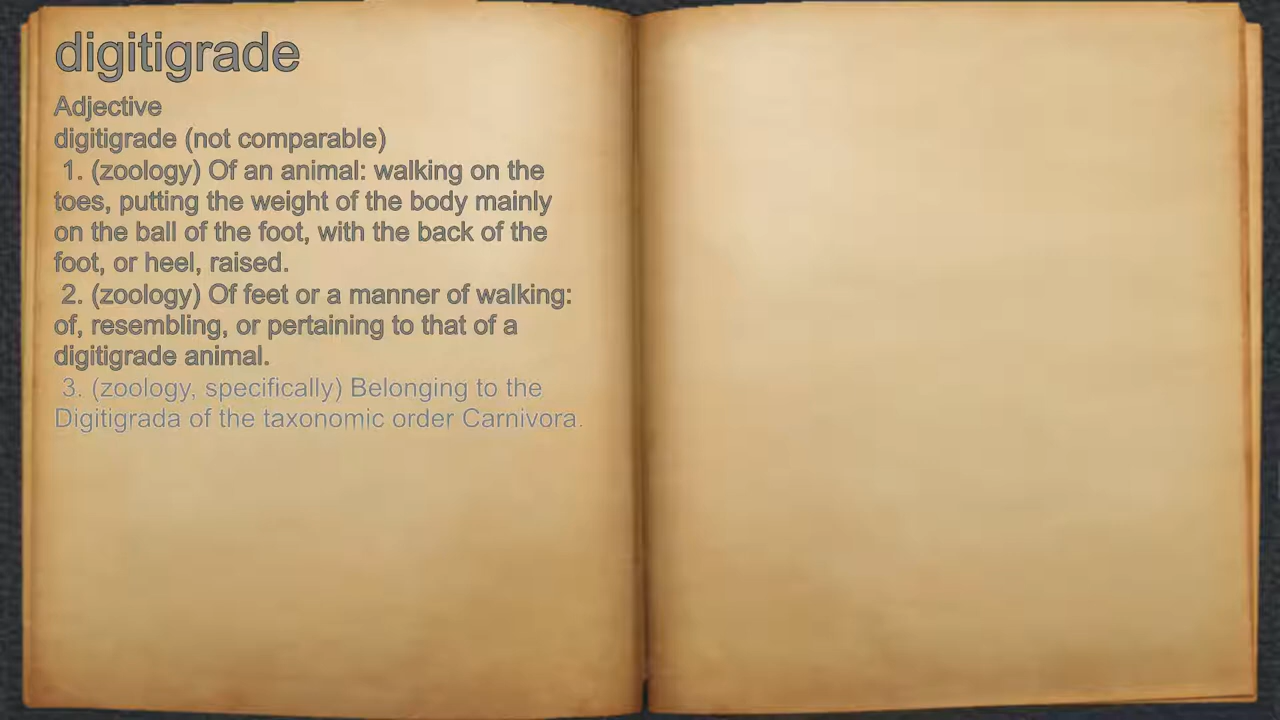 digitigrade
Adjective
digitigrade (not comparable)
1. (zoology) Of an animal: walking on the
toes, putting the weight of the body mainly
on the ball of the foot, with the back of the
foot, or heel, raised.
2. (zoology) Of feet or a manner of walking:
of, resembling, or pertaining to that of a
digitigrade animal.
3. (zoology, specifically) Belonging to the
Digitigrada of the taxonomic order Carnivora.